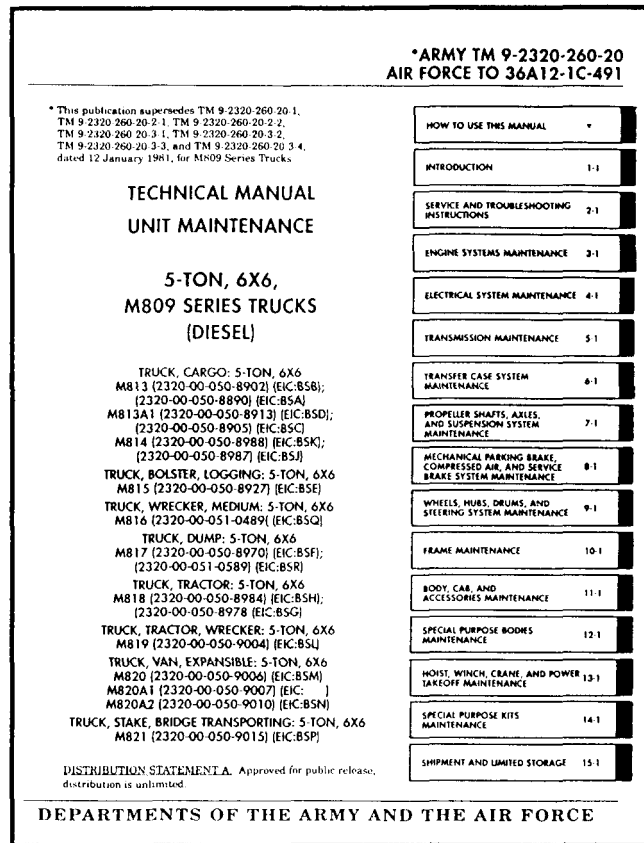 *ARMY TM 9-2320-260-20
AIR FORCE TO 36A12-1C-491
* This publication supersedes TM 9-2320-260-20-1,
TM 9-2320-260-20-2-1, TM 9-2320-260-20-2-2,
TM 9-2320-260-20-3-1, TM 9-2320-260-20-3-2,
TM 9-2320-260-20-3-3, and TM 9-2320-260-20-3-4,
dated 12 January 1981, for M809 Series Trucks
TECHNICAL MANUAL
UNIT MAINTENANCE
5-TON, 6X6,
M809 SERIES TRUCKS
(DIESEL)
TRUCK, CARGO: 5-TON, 6X6
M813 (2320-00-050-8902) (EIC:BSB);
(2320-00-050-8890) (EIC:BSA)
M813A1 (2320-00-050-8913) (EIC:BSD);
(2320-00-050-8905) (EIC:BSC)
M814 (2320-00-050-8988) (EIC:BSK);
(2320-00-050-8987) (EIC:BSJ)
TRUCK, BOLSTER, LOGGING: 5-TON, 6X6
M815 (2320-00-050-8927) (EIC:BSE)
TRUCK, WRECKER, MEDIUM: 5-TON, 6X6
M816 (2320-00-051-0489( (EIC:BSQ)
TRUCK, DUMP: 5-TON, 6X6
M817 (2320-00-050-8970) (EIC:BSF);
(2320-00-051-0589) (EIC:BSR)
TRUCK, TRACTOR: 5-TON, 6X6
M818 (2320-00-050-8984) (EIC:BSH);
(2320-00-050-8978 (EIC:BSG)
TRUCK, TRACTOR, WRECKER: 5-TON, 6X6
M819 (2320-00-050-9004) (EIC:BSL)
TRUCK, VAN, EXPANSIBLE: 5-TON, 6X6
M820 (2320-00-050-9006) (EIC:BSM)
M820A1 (2320-00-050-9007) (EIC: )
M820A2 (2320-00-050-9010) (EIC:BSN)
TRUCK, STAKE, BRIDGE TRANSPORTING: 5-TON, 6X6
M821 (2320-00-050-9015) (EIC:BSP)
DISTRIBUTION STATEMENT A. Approved for public release,
distribution is unlimited.
HOW TO USE THIS MANUAL
INTRODUCTION 1-1
SERVICE AND TROUBLESHOOTING
INSTRUCTIONS 2-1
ENGINE SYSTEMS MAINTENANCE 3-1
ELECTRICAL SYSTEM MAINTENANCE 4-1
TRANSMISSION MAINTENANCE 5-1
TRANSFER CASE SYSTEM
MAINTENANCE 6-1
PROPELLER SHAFTS, AXLES,
AND SUSPENSION SYSTEM 7-1
MAINTENANCE
MECHANICAL PARKING BRAKE,
COMPRESSED AIR, AND SERVICE 8-1
BRAKE SYSTEM MAINTENANCE
WHEELS, HUBS, DRUMS, AND
STEERING SYSTEM MAINTENANCE 9-1
FRAME MAINTENANCE 10-1
BODY, CAB, AND
ACCESSORIES MAINTENANCE 11-1
SPECIAL PURPOSE BODIES
MAINTENANCE 12-1
HOIST, WINCH, CRANE, AND POWER
TAKEOFF MAINTENANCE 13-1
SPECIAL PURPOSE KITS
MAINTENANCE 14-1
SHIPMENT AND LIMITED STORAGE 15-1
DEPARTMENTS OF THE ARMY AND THE AIR FORCE